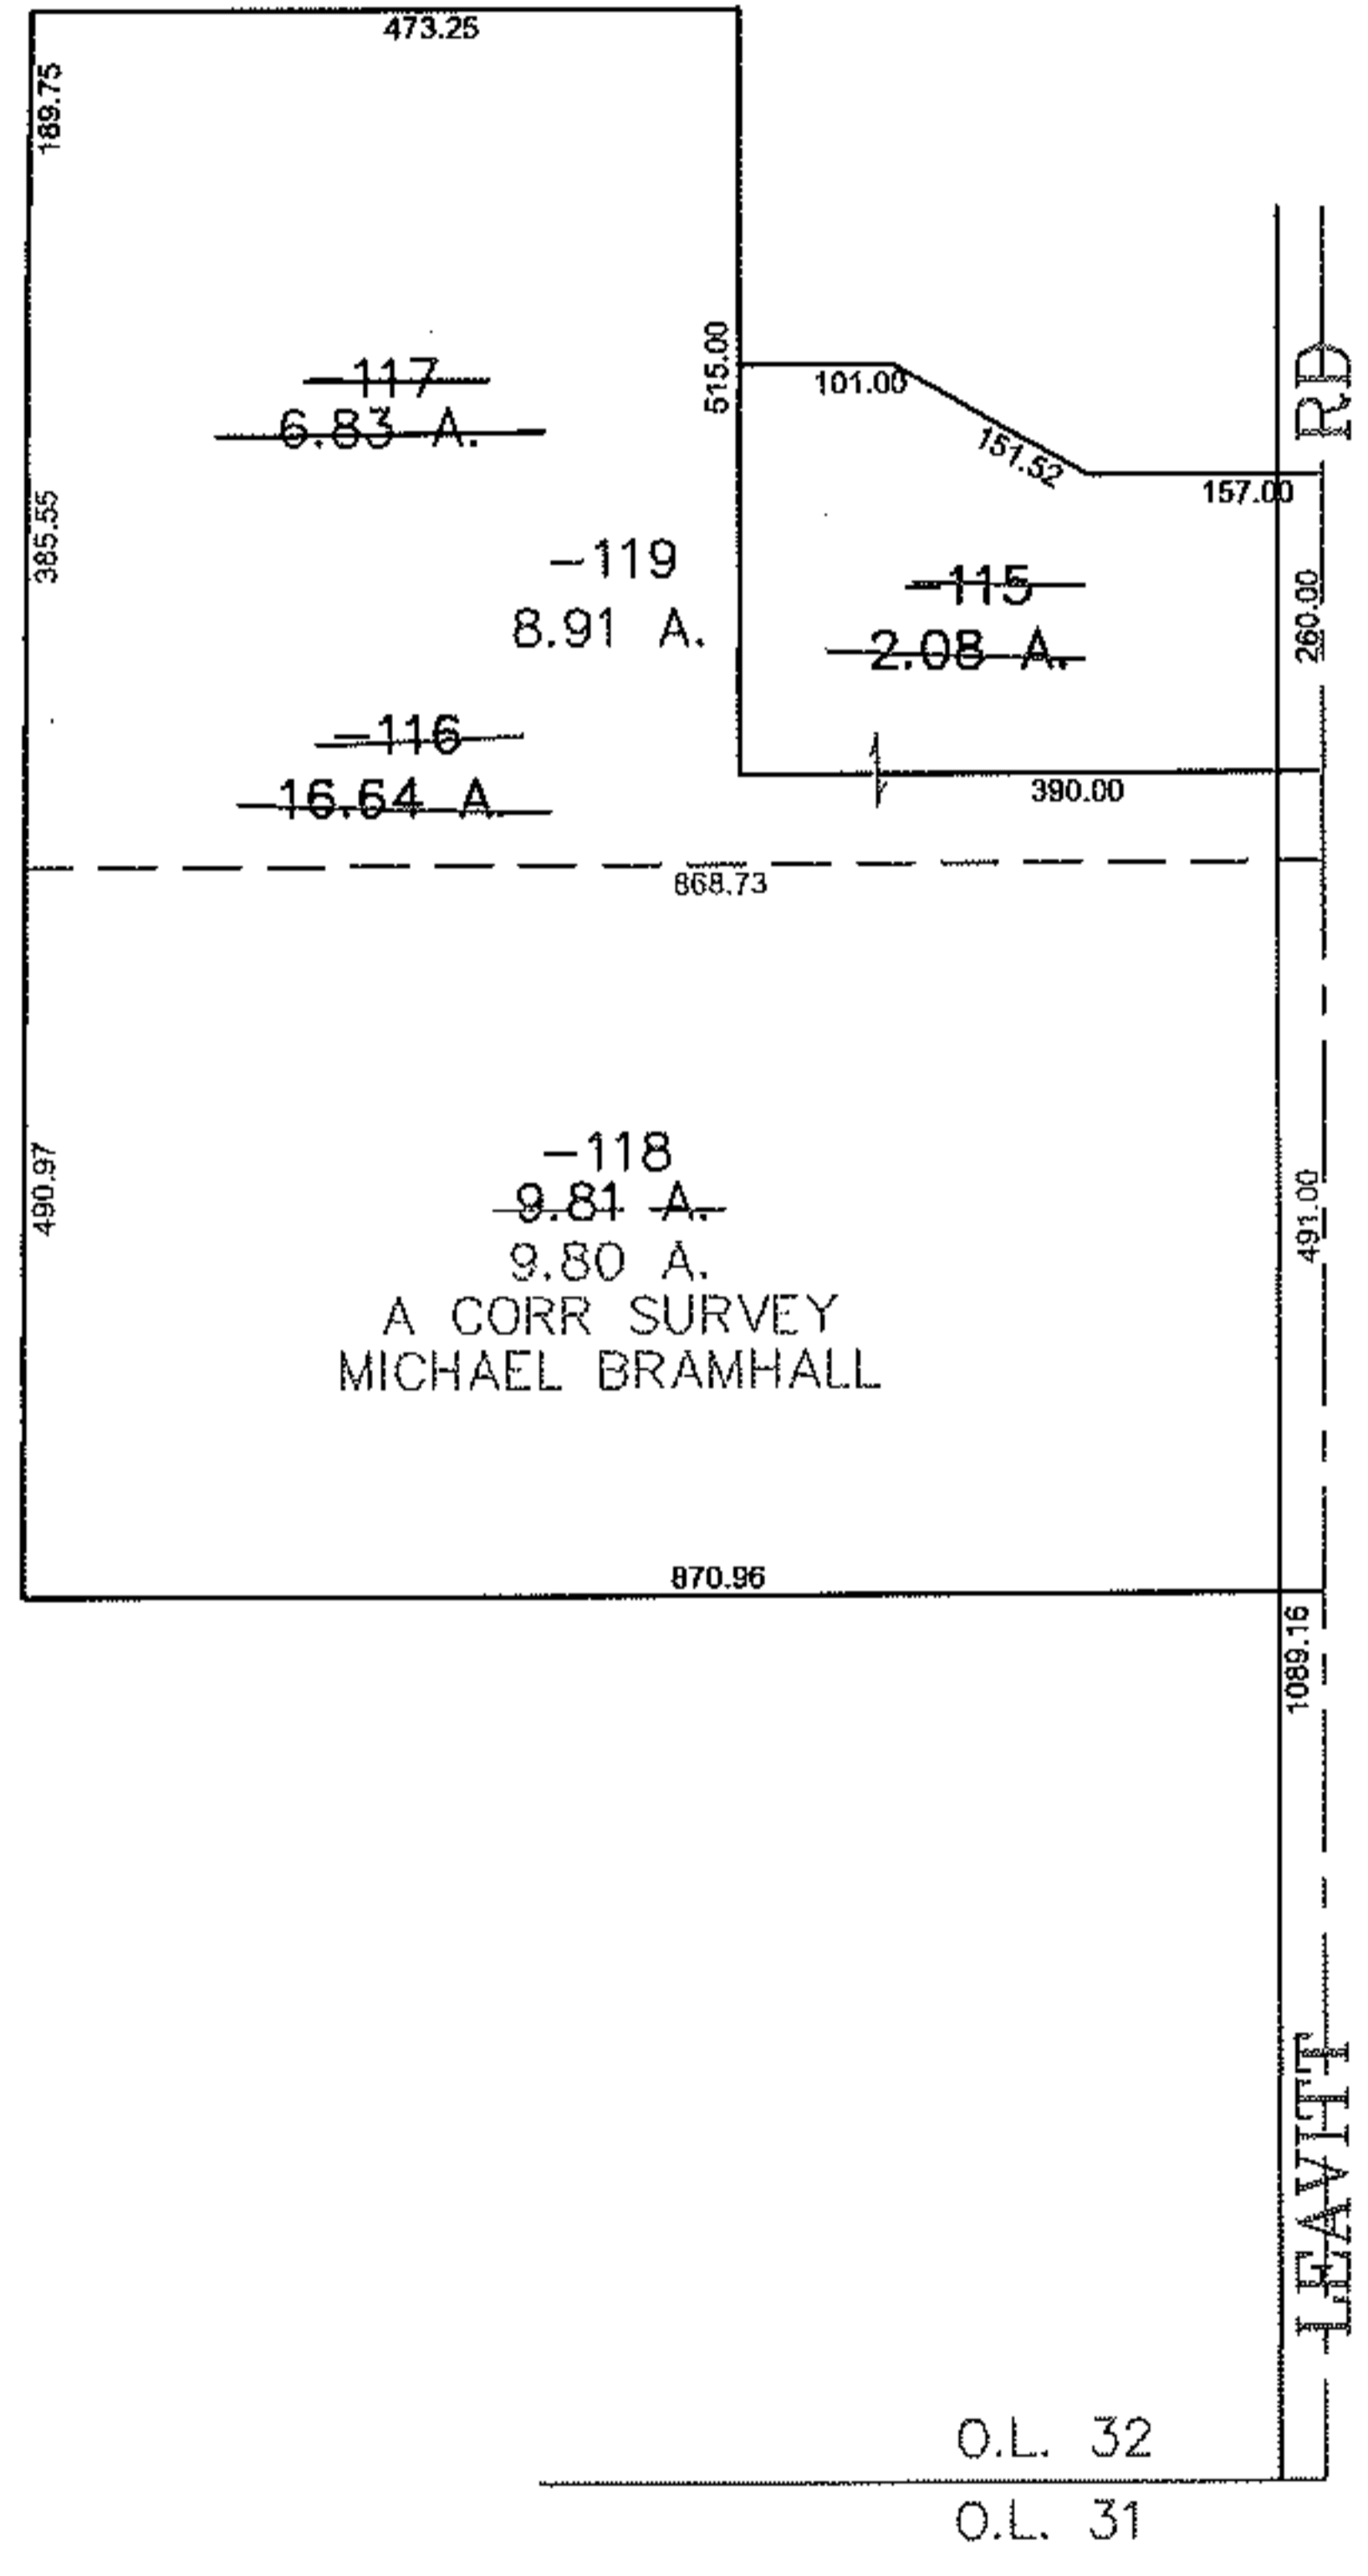 473.25
189.75
RD
515.00
101.00
-117
6.83 A.
151.52
157.00
385.55
-119
8.91 A.
-115
2.08 A.
260.00
-116
16.64 A.
390.00
868.73
490.97
-118
9.81 A.
9.80 A.
A CORR SURVEY
MICHAEL BRAMHALL
491.00
870.96
1089.16
LEAVITT
O.L. 32
O.L. 31